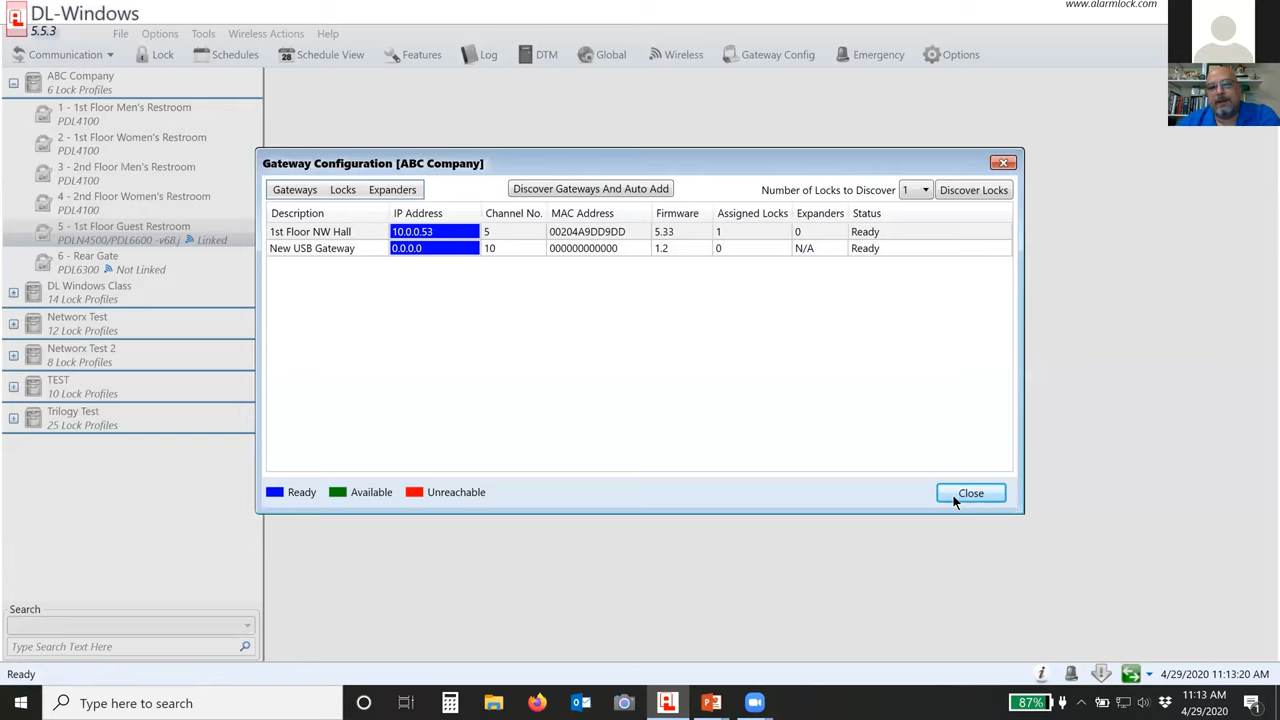 DL-Windows
5.5.3
www.alarmlock.com
File Options Tools Wireless Actions Help
Communication Lock Schedules 28 Schedule View Features Log DTM Global Wireless Gateway Config Emergency Options
ABC Company
6 Lock Profiles
1 - 1st Floor Men's Restroom
PDL4100
2 - 1st Floor Women's Restroom
PDL4100
3 - 2nd Floor Men's Restroom
PDL4100
4 - 2nd Floor Women's Restroom
PDL4100
5 - 1st Floor Guest Restroom
PDLN4500/PDL6600 -v68.j Linked
6 - Rear Gate
PDL6300 Not Linked
DL Windows Class
14 Lock Profiles
Networx Test
12 Lock Profiles
Networx Test 2
8 Lock Profiles
TEST
10 Lock Profiles
Trilogy Test
25 Lock Profiles
Gateway Configuration [ABC Company]
Gateways Locks Expanders Discover Gateways And Auto Add Number of Locks to Discover 1 Discover Locks
Description IP Address Channel No. MAC Address Firmware Assigned Locks Expanders Status
1st Floor NW Hall 10.0.0.53 5 00204A9DD9DD 5.33 1 0 Ready
New USB Gateway 0.0.0.0 10 000000000000 1.2 0 N/A Ready
Ready Available Unreachable Close
Search
Type Search Text Here
Ready 4/29/2020 11:13:20 AM
Type here to search 87% 11:13 AM
4/29/2020